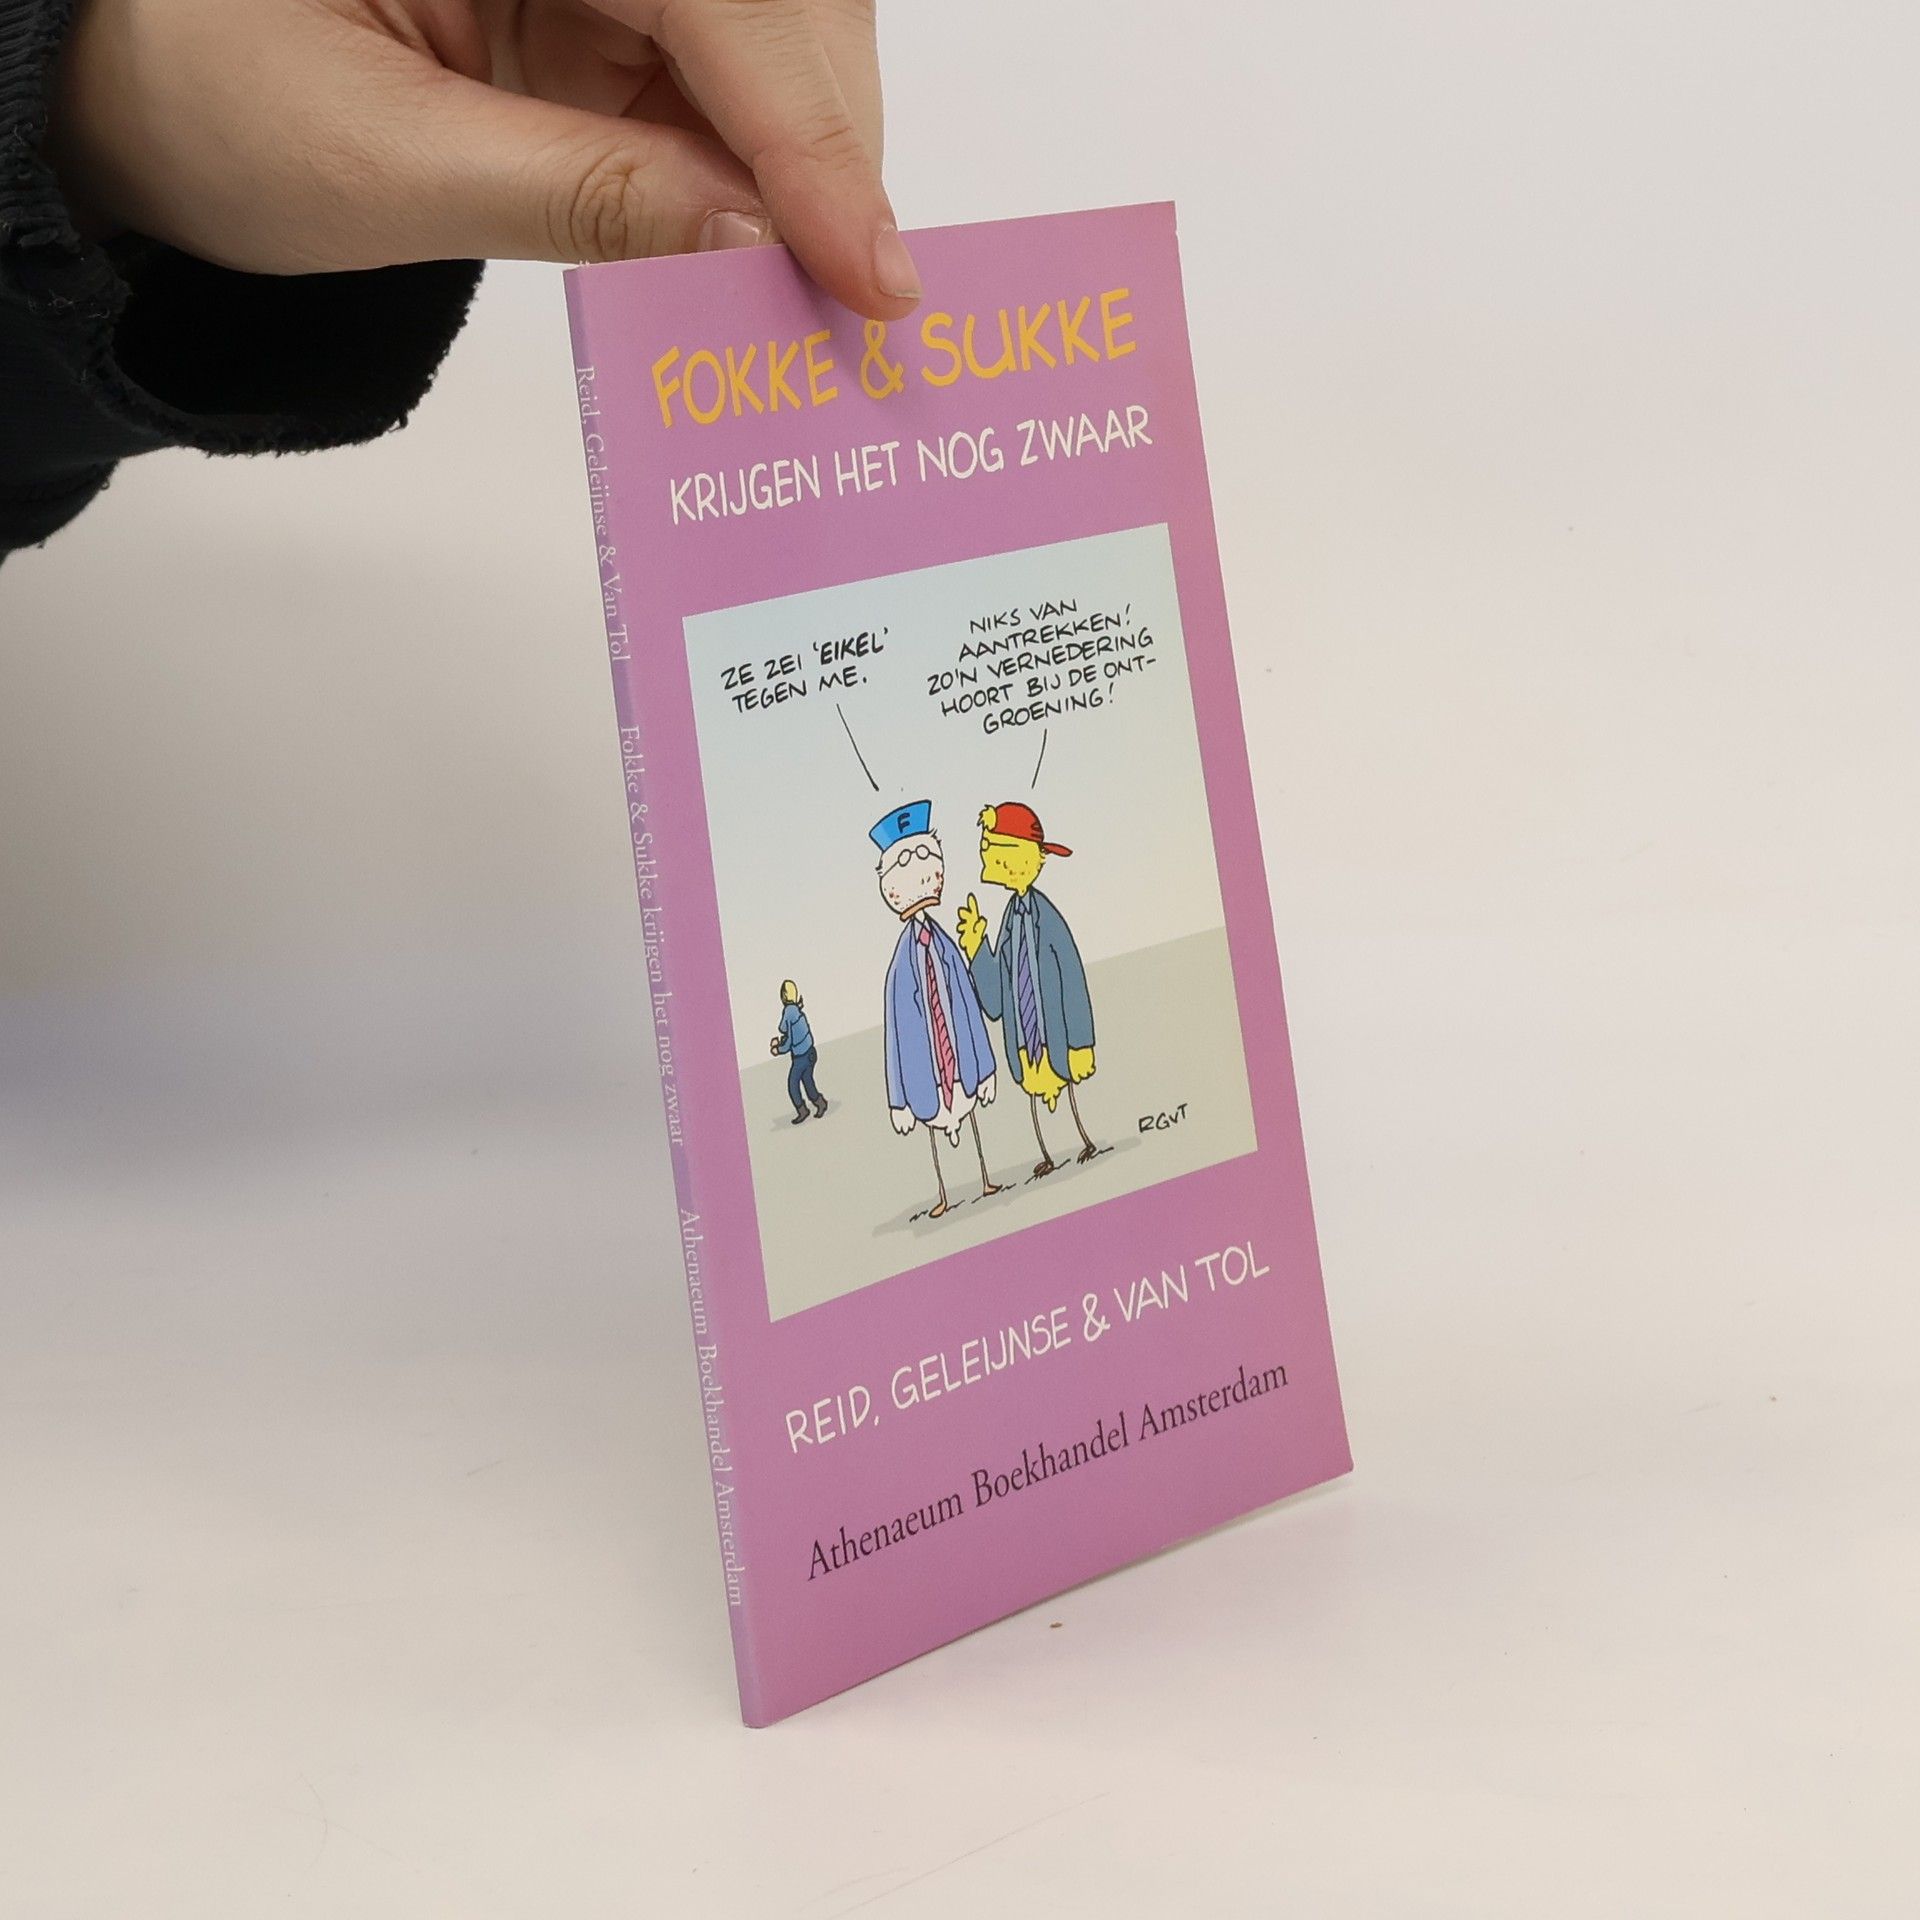 FOKKE & SUKKE
KRIJGEN HET NOG ZWAAR
ZE ZEI 'EIKEL'
TEGEN ME.
NIKS VAN
AANTREKKEN!
ZO'N VERNEDERING
HOORT BIJ DE ONT-
GROENING!
F
RGvT
REID, GELEIJNSE & VAN TOL
Athenaeum Boekhandel Amsterdam
Reid, Geleijnse & Van Tol Fokke & Sukke krijgen het nog zwaar Athenaeum Boekhandel Amsterdam